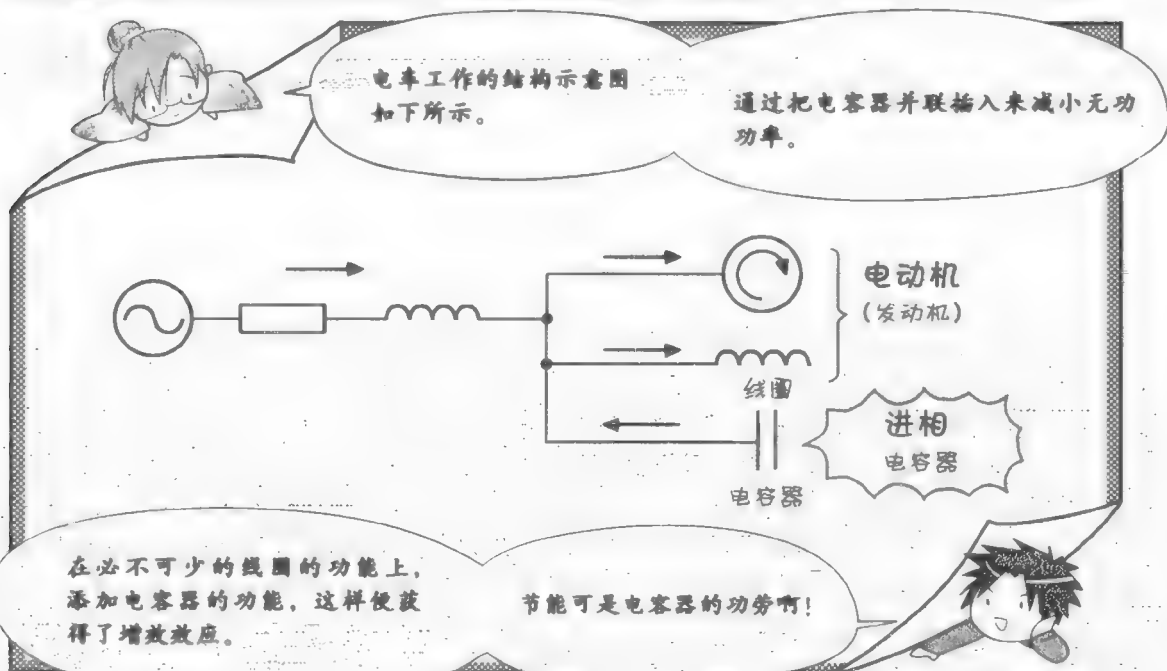 电车工作的结构示意图
如下所示。
通过把电容器并联插入来减小无功
功率。
电动机
(发动机)
线圈
进相
电容器
电容器
在必不可少的线圈的功能上,
添加电容器的功能,这样便获
得了增效效应。
节能可是电容器的功劳啊!